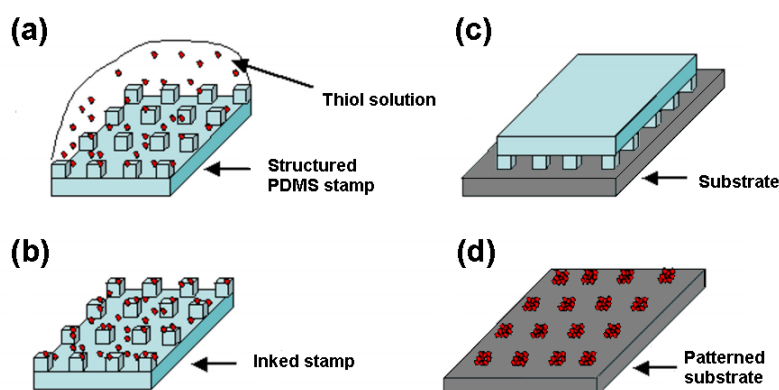 (a)
Thiol solution
Structured
PDMS stamp
(b)
Inked stamp
(c)
Substrate
(d)
Patterned
substrate